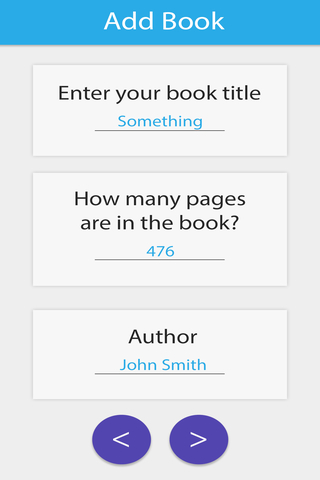 Add Book
Enter your book title
Something
How many pages
are in the book?
476
Author
John Smith
< >